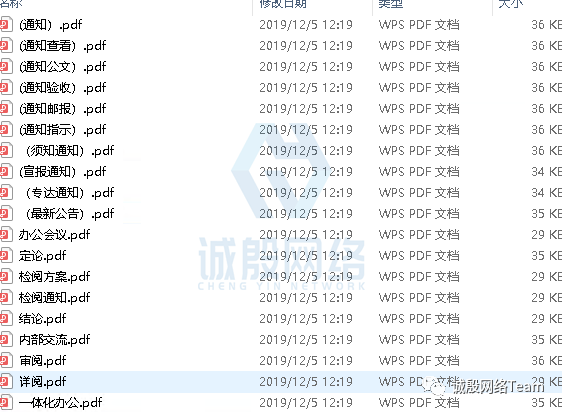 名称 修改日期 类型 大小
(通知）.pdf 2019/12/5 12:19 WPS PDF 文档 36 KB
(通知查看）.pdf 2019/12/5 12:19 WPS PDF 文档 36 KB
(通知公文）.pdf 2019/12/5 12:19 WPS PDF 文档 36 KB
(通知验收）.pdf 2019/12/5 12:19 WPS PDF 文档 36 KB
(通知邮报）.pdf 2019/12/5 12:19 WPS PDF 文档 36 KB
(通知指示）.pdf 2019/12/5 12:19 WPS PDF 文档 36 KB
（须知通知）.pdf 2019/12/5 12:19 WPS PDF 文档 36 KB
(宣报通知）.pdf 2019/12/5 12:19 WPS PDF 文档 34 KB
（专达通知）.pdf 2019/12/5 12:19 WPS PDF 文档 34 KB
（最新公告）.pdf 2019/12/5 12:19 WPS PDF 文档 35 KB
办公会议.pdf 2019/12/5 12:19 WPS PDF 文档 29 KB
定论.pdf 2019/12/5 12:19 WPS PDF 文档 35 KB
检阅方案.pdf 2019/12/5 12:19 WPS PDF 文档 29 KB
检阅通知.pdf 2019/12/5 12:19 WPS PDF 文档 29 KB
结论.pdf 2019/12/5 12:19 WPS PDF 文档 29 KB
内部交流.pdf 2019/12/5 12:19 WPS PDF 文档 35 KB
审阅.pdf 2019/12/5 12:19 WPS PDF 文档 36 KB
详阅.pdf 2019/12/5 12:19 WPS PDF 文档 29 KB
一体化办公.pdf 2019/12/5 12:19 WPS PDF 文档 35 KB
诚殷网络
CHENG YIN NETWORK
诚殷网络Team